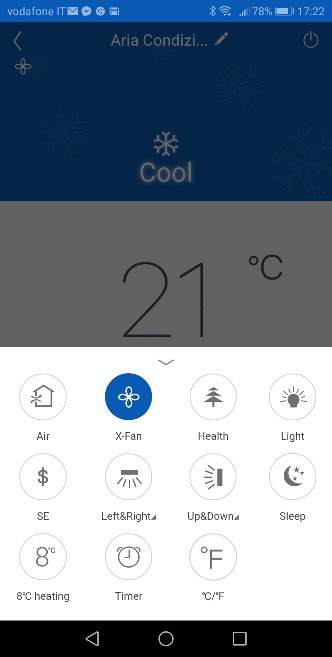 vodafone IT 78% 17:22
Aria Condizi...
Cool
21 °C
Air X-Fan Health Light
$
SE Left&Right Up&Down Sleep
8°C °F
8℃ heating Timer ℃/℉